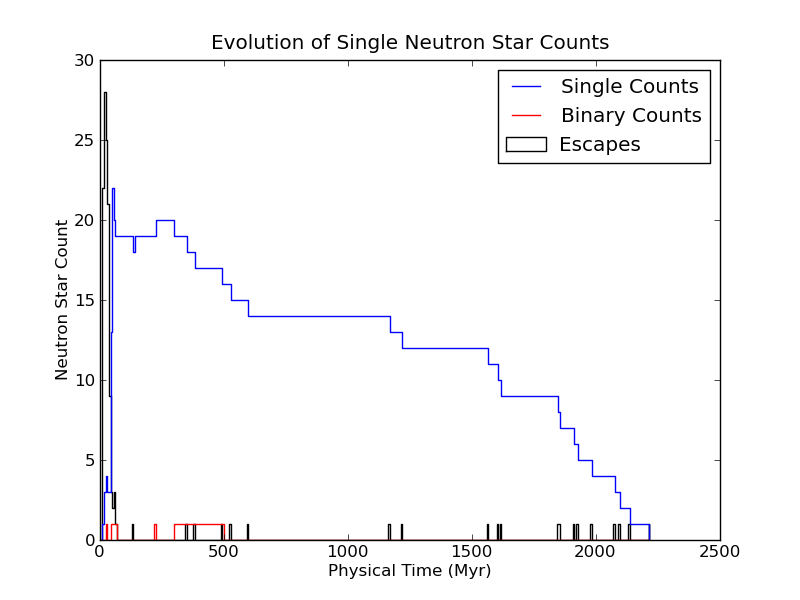 Evolution of Single Neutron Star Counts
Single Counts
Binary Counts
Escapes
Neutron Star Count
30
25
20
15
10
5
0
0 500 1000 1500 2000 2500
Physical Time (Myr)